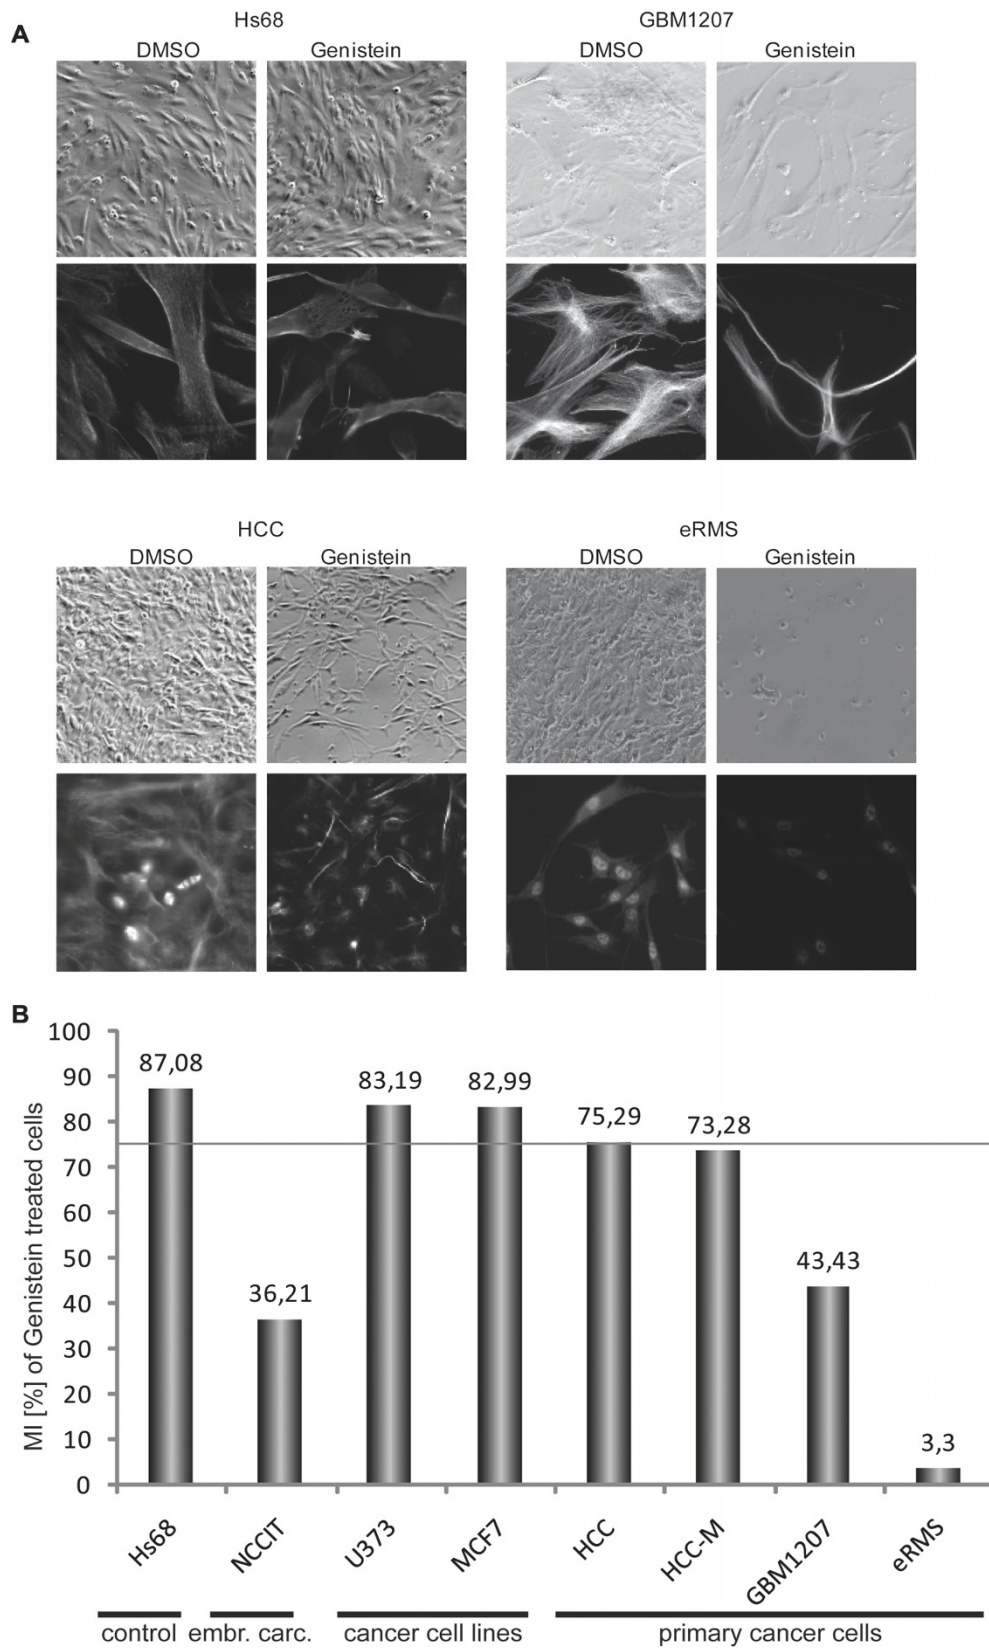 A
Hs68
GBM1207
DMSO
Genistein
DMSO
Genistein
HCC
eRMS
DMSO
Genistein
DMSO
Genistein
B
MI [%] of Genistein treated cells
100
90
80
70
60
50
40
30
20
10
0
87,08
36,21
83,19
82,99
75,29
73,28
43,43
3,3
Hs68
NCCIT
U373
MCF7
HCC
HCC-M
GBM1207
eRMS
control
embr. carc.
cancer cell lines
primary cancer cells